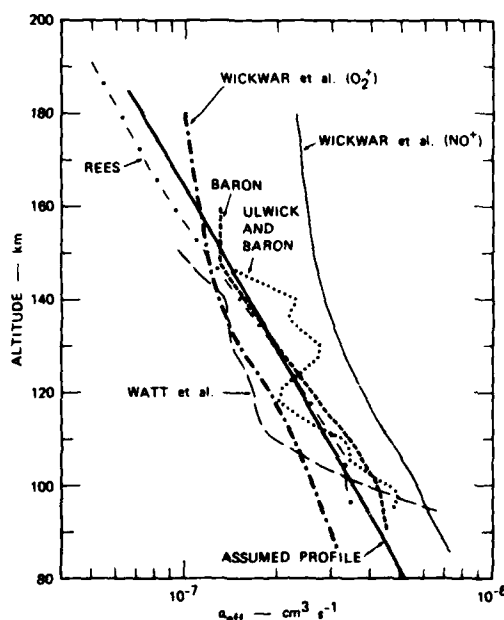 200
180
160
140
120
100
80
ALTITUDE — km
WICKWAR et al. (O₂⁺)
REES
WICKWAR et al. (NO⁺)
BARON
ULWICK
AND
BARON
WATT et al.
ASSUMED PROFILE
10⁻⁷
10⁻⁶
α_eff — cm³ s⁻¹